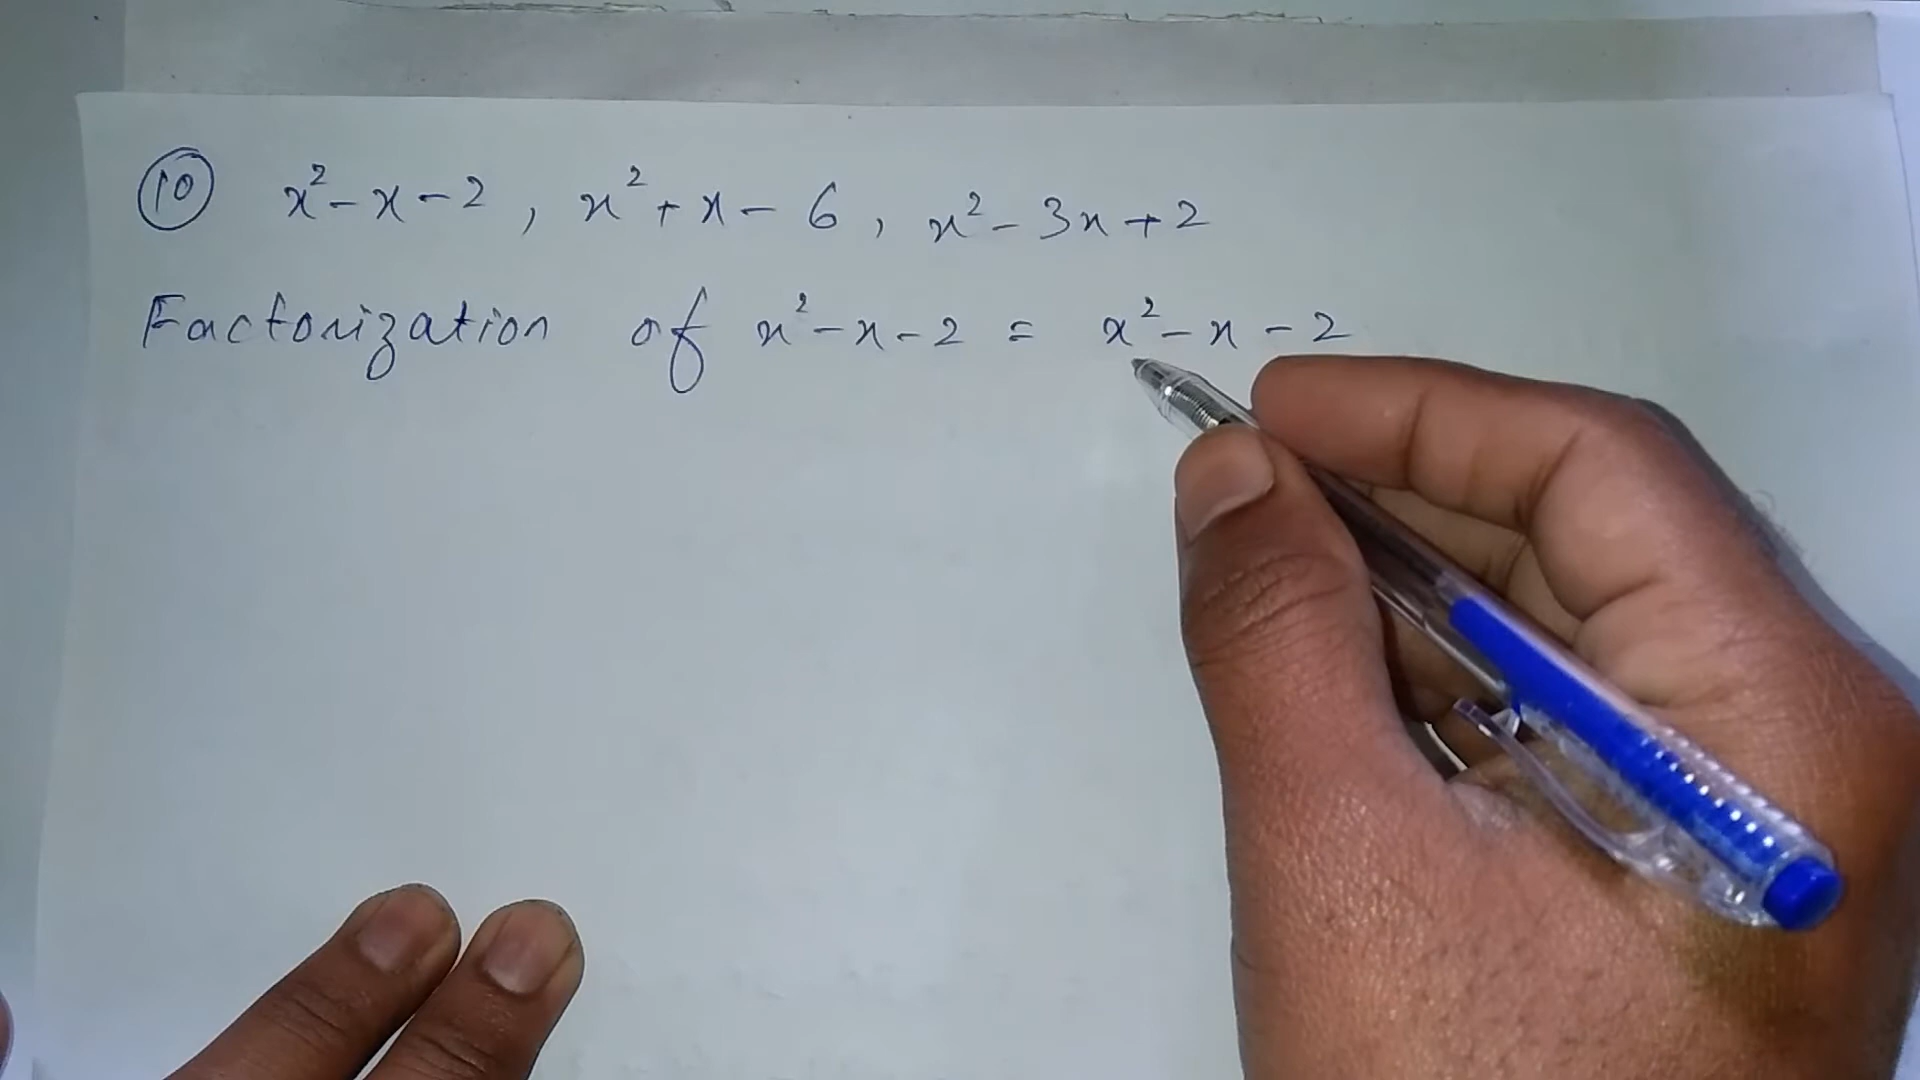 ⑩ x² - x - 2 , x² + x - 6 , x² - 3x + 2
Factorization of x² - x - 2 = x² - x - 2